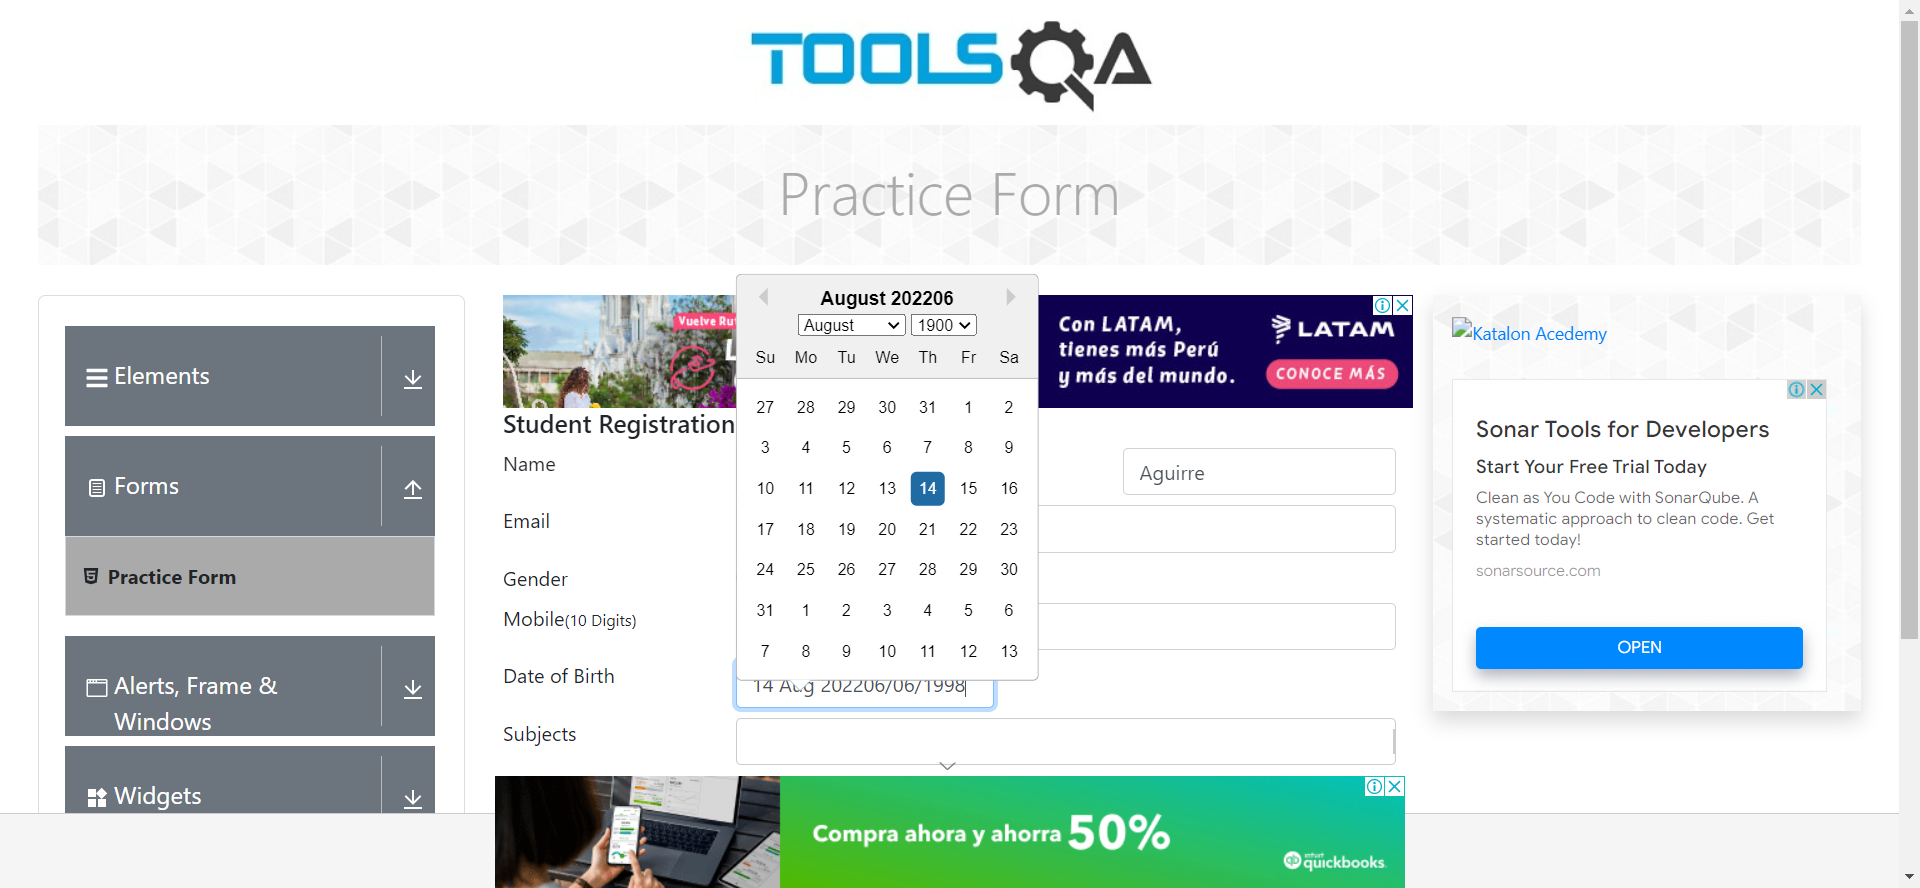 TOOLSQA
Practice Form
Elements
Forms
Practice Form
Alerts, Frame &
Windows
Widgets
Vuelve Ru
Con LATAM,
tienes más Perú
y más del mundo.
LATAM
CONOCE MÁS
August 202206
August 1900
Su Mo Tu We Th Fr Sa
27 28 29 30 31 1 2
3 4 5 6 7 8 9
10 11 12 13 14 15 16
17 18 19 20 21 22 23
24 25 26 27 28 29 30
31 1 2 3 4 5 6
7 8 9 10 11 12 13
Student Registration
Name
Aguirre
Email
Gender
Mobile(10 Digits)
Date of Birth
14 Aug 202206/06/1998
Subjects
Compra ahora y ahorra 50%
qb intuit
quickbooks.
Katalon Acedemy
Sonar Tools for Developers
Start Your Free Trial Today
Clean as You Code with SonarQube. A
systematic approach to clean code. Get
started today!
sonarsource.com
OPEN